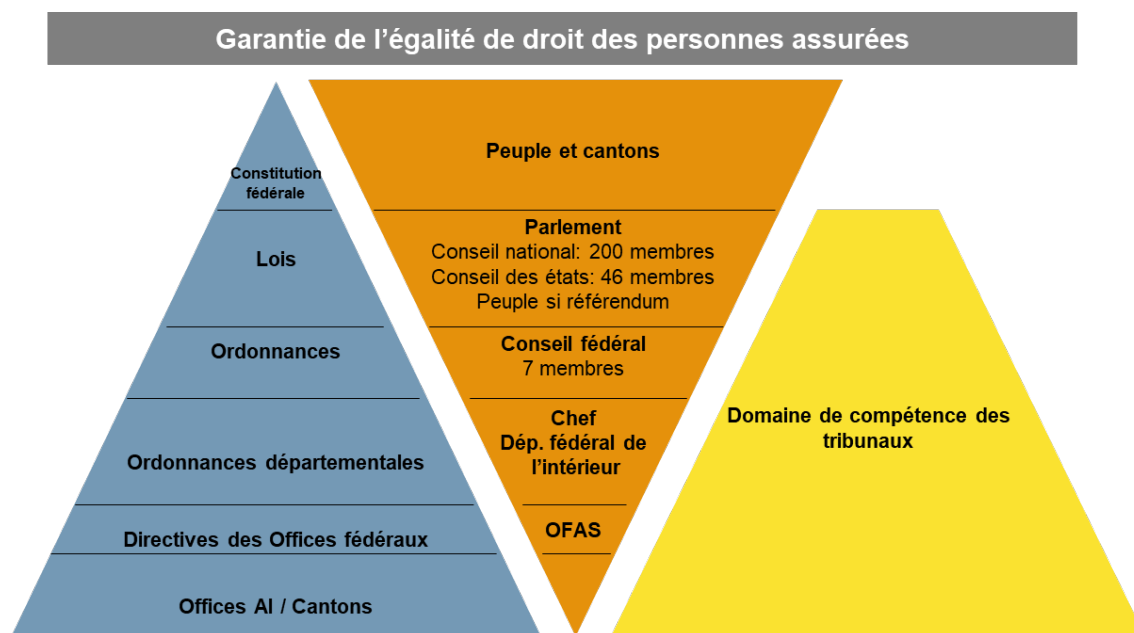 Garantie de l’égalité de droit des personnes assurées
Constitution
fédérale
Lois
Ordonnances
Ordonnances départementales
Directives des Offices fédéraux
Offices AI / Cantons
Peuple et cantons
Parlement
Conseil national: 200 membres
Conseil des états: 46 membres
Peuple si référendum
Conseil fédéral
7 membres
Chef
Dép. fédéral de
l’intérieur
OFAS
Domaine de compétence des
tribunaux